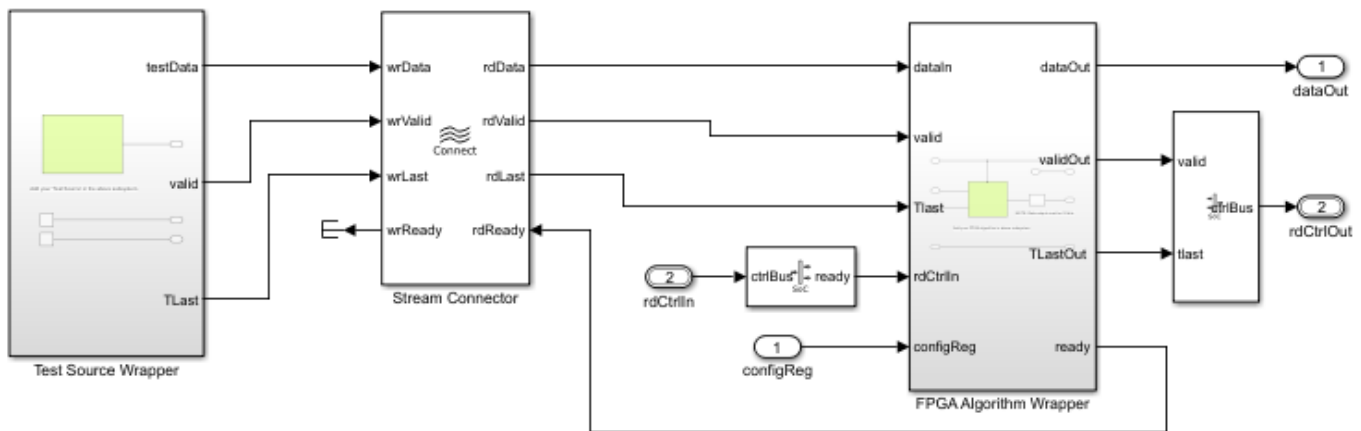 testData
valid
TLast
Test Source Wrapper
wrData
wrValid
wrLast
wrReady
rdData
rdValid
rdLast
rdReady
Connect
Stream Connector
2
rdCtrlIn
ctrlBus
ready
SoC
1
configReg
dataIn
valid
Tlast
rdCtrlIn
configReg
dataOut
validOut
TLastOut
ready
FPGA Algorithm Wrapper
valid
tlast
ctrlBus
SoC
1
dataOut
2
rdCtrlOut